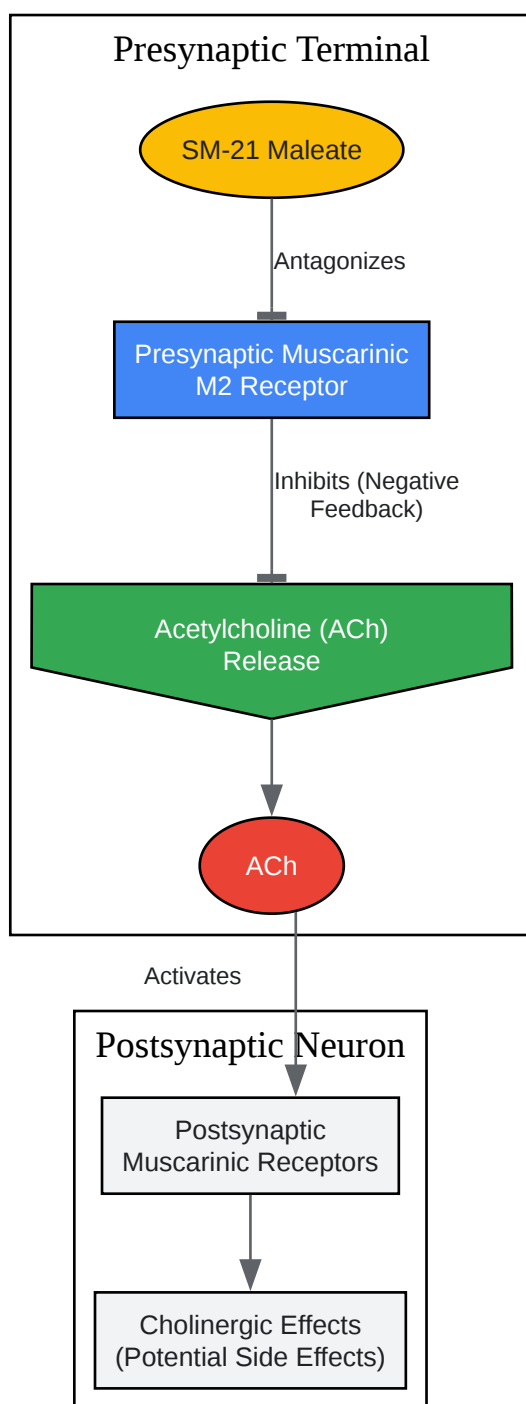 Presynaptic Terminal
SM-21 Maleate
Antagonizes
Presynaptic Muscarinic
M2 Receptor
Inhibits (Negative
Feedback)
Acetylcholine (ACh)
Release
ACh
Activates
Postsynaptic Neuron
Postsynaptic
Muscarinic Receptors
Cholinergic Effects
(Potential Side Effects)